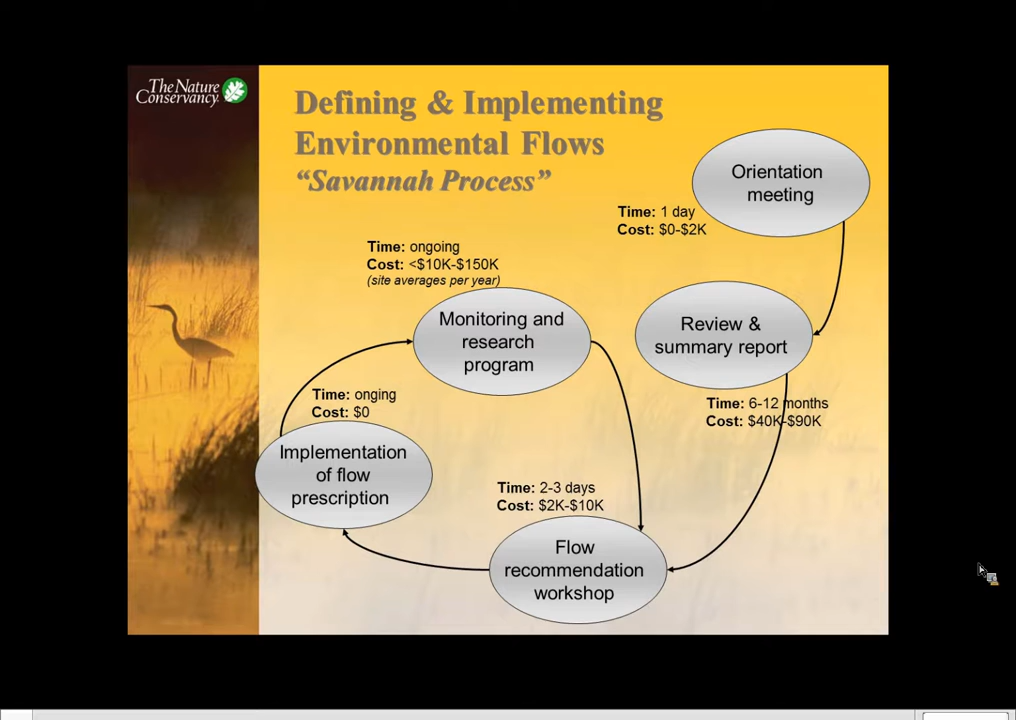 The Nature
Conservancy
Defining & Implementing
Environmental Flows
“Savannah Process”
Orientation
meeting
Time: 1 day
Cost: $0-$2K
Time: ongoing
Cost: <$10K-$150K
(site averages per year)
Monitoring and
research
program
Review &
summary report
Time: onging
Cost: $0
Time: 6-12 months
Cost: $40K-$90K
Implementation
of flow
prescription
Time: 2-3 days
Cost: $2K-$10K
Flow
recommendation
workshop